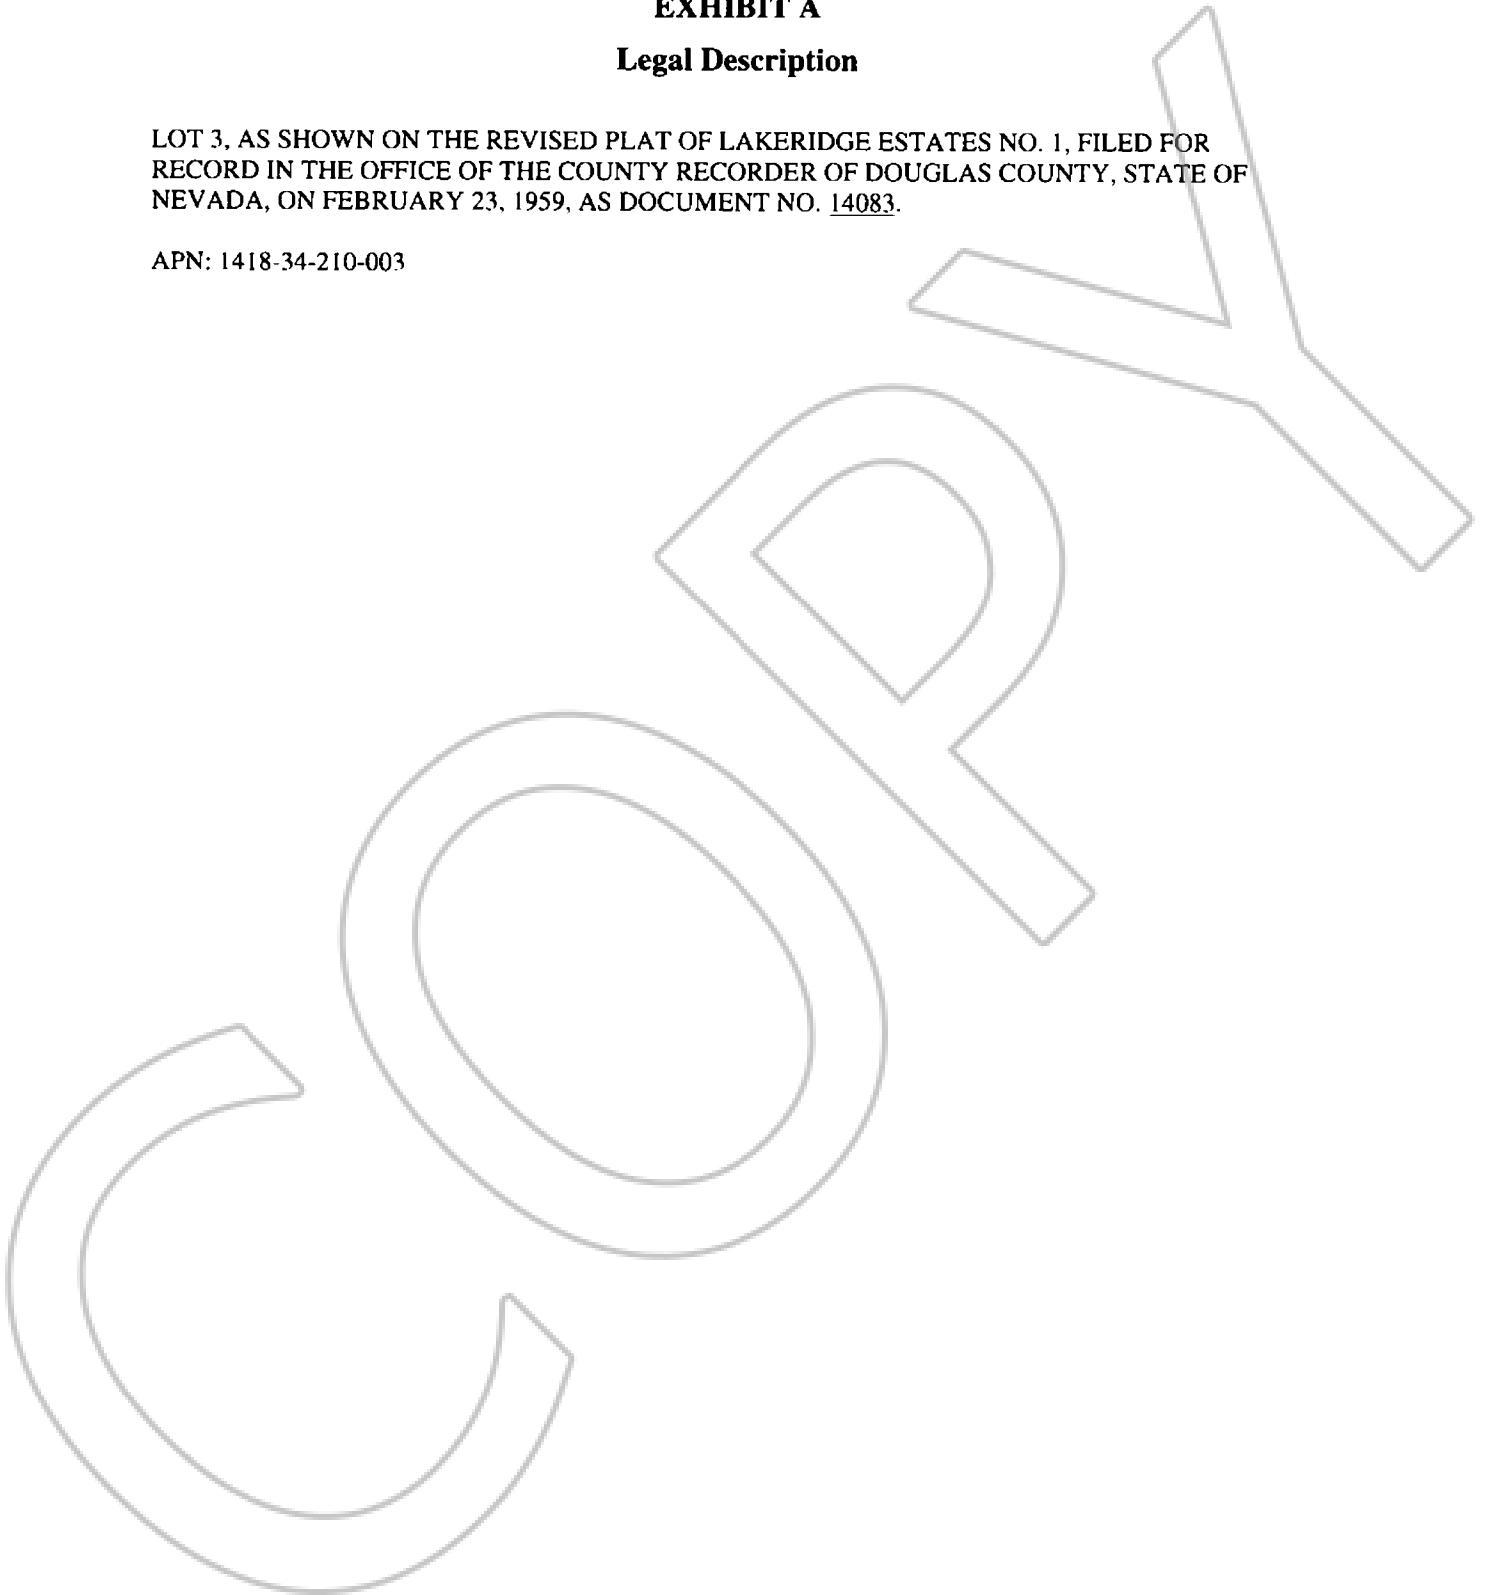 EXHIBIT A
Legal Description
LOT 3, AS SHOWN ON THE REVISED PLAT OF LAKERIDGE ESTATES NO. 1, FILED FOR
RECORD IN THE OFFICE OF THE COUNTY RECORDER OF DOUGLAS COUNTY, STATE OF
NEVADA, ON FEBRUARY 23, 1959, AS DOCUMENT NO. 14083.
APN: 1418-34-210-003
COPY